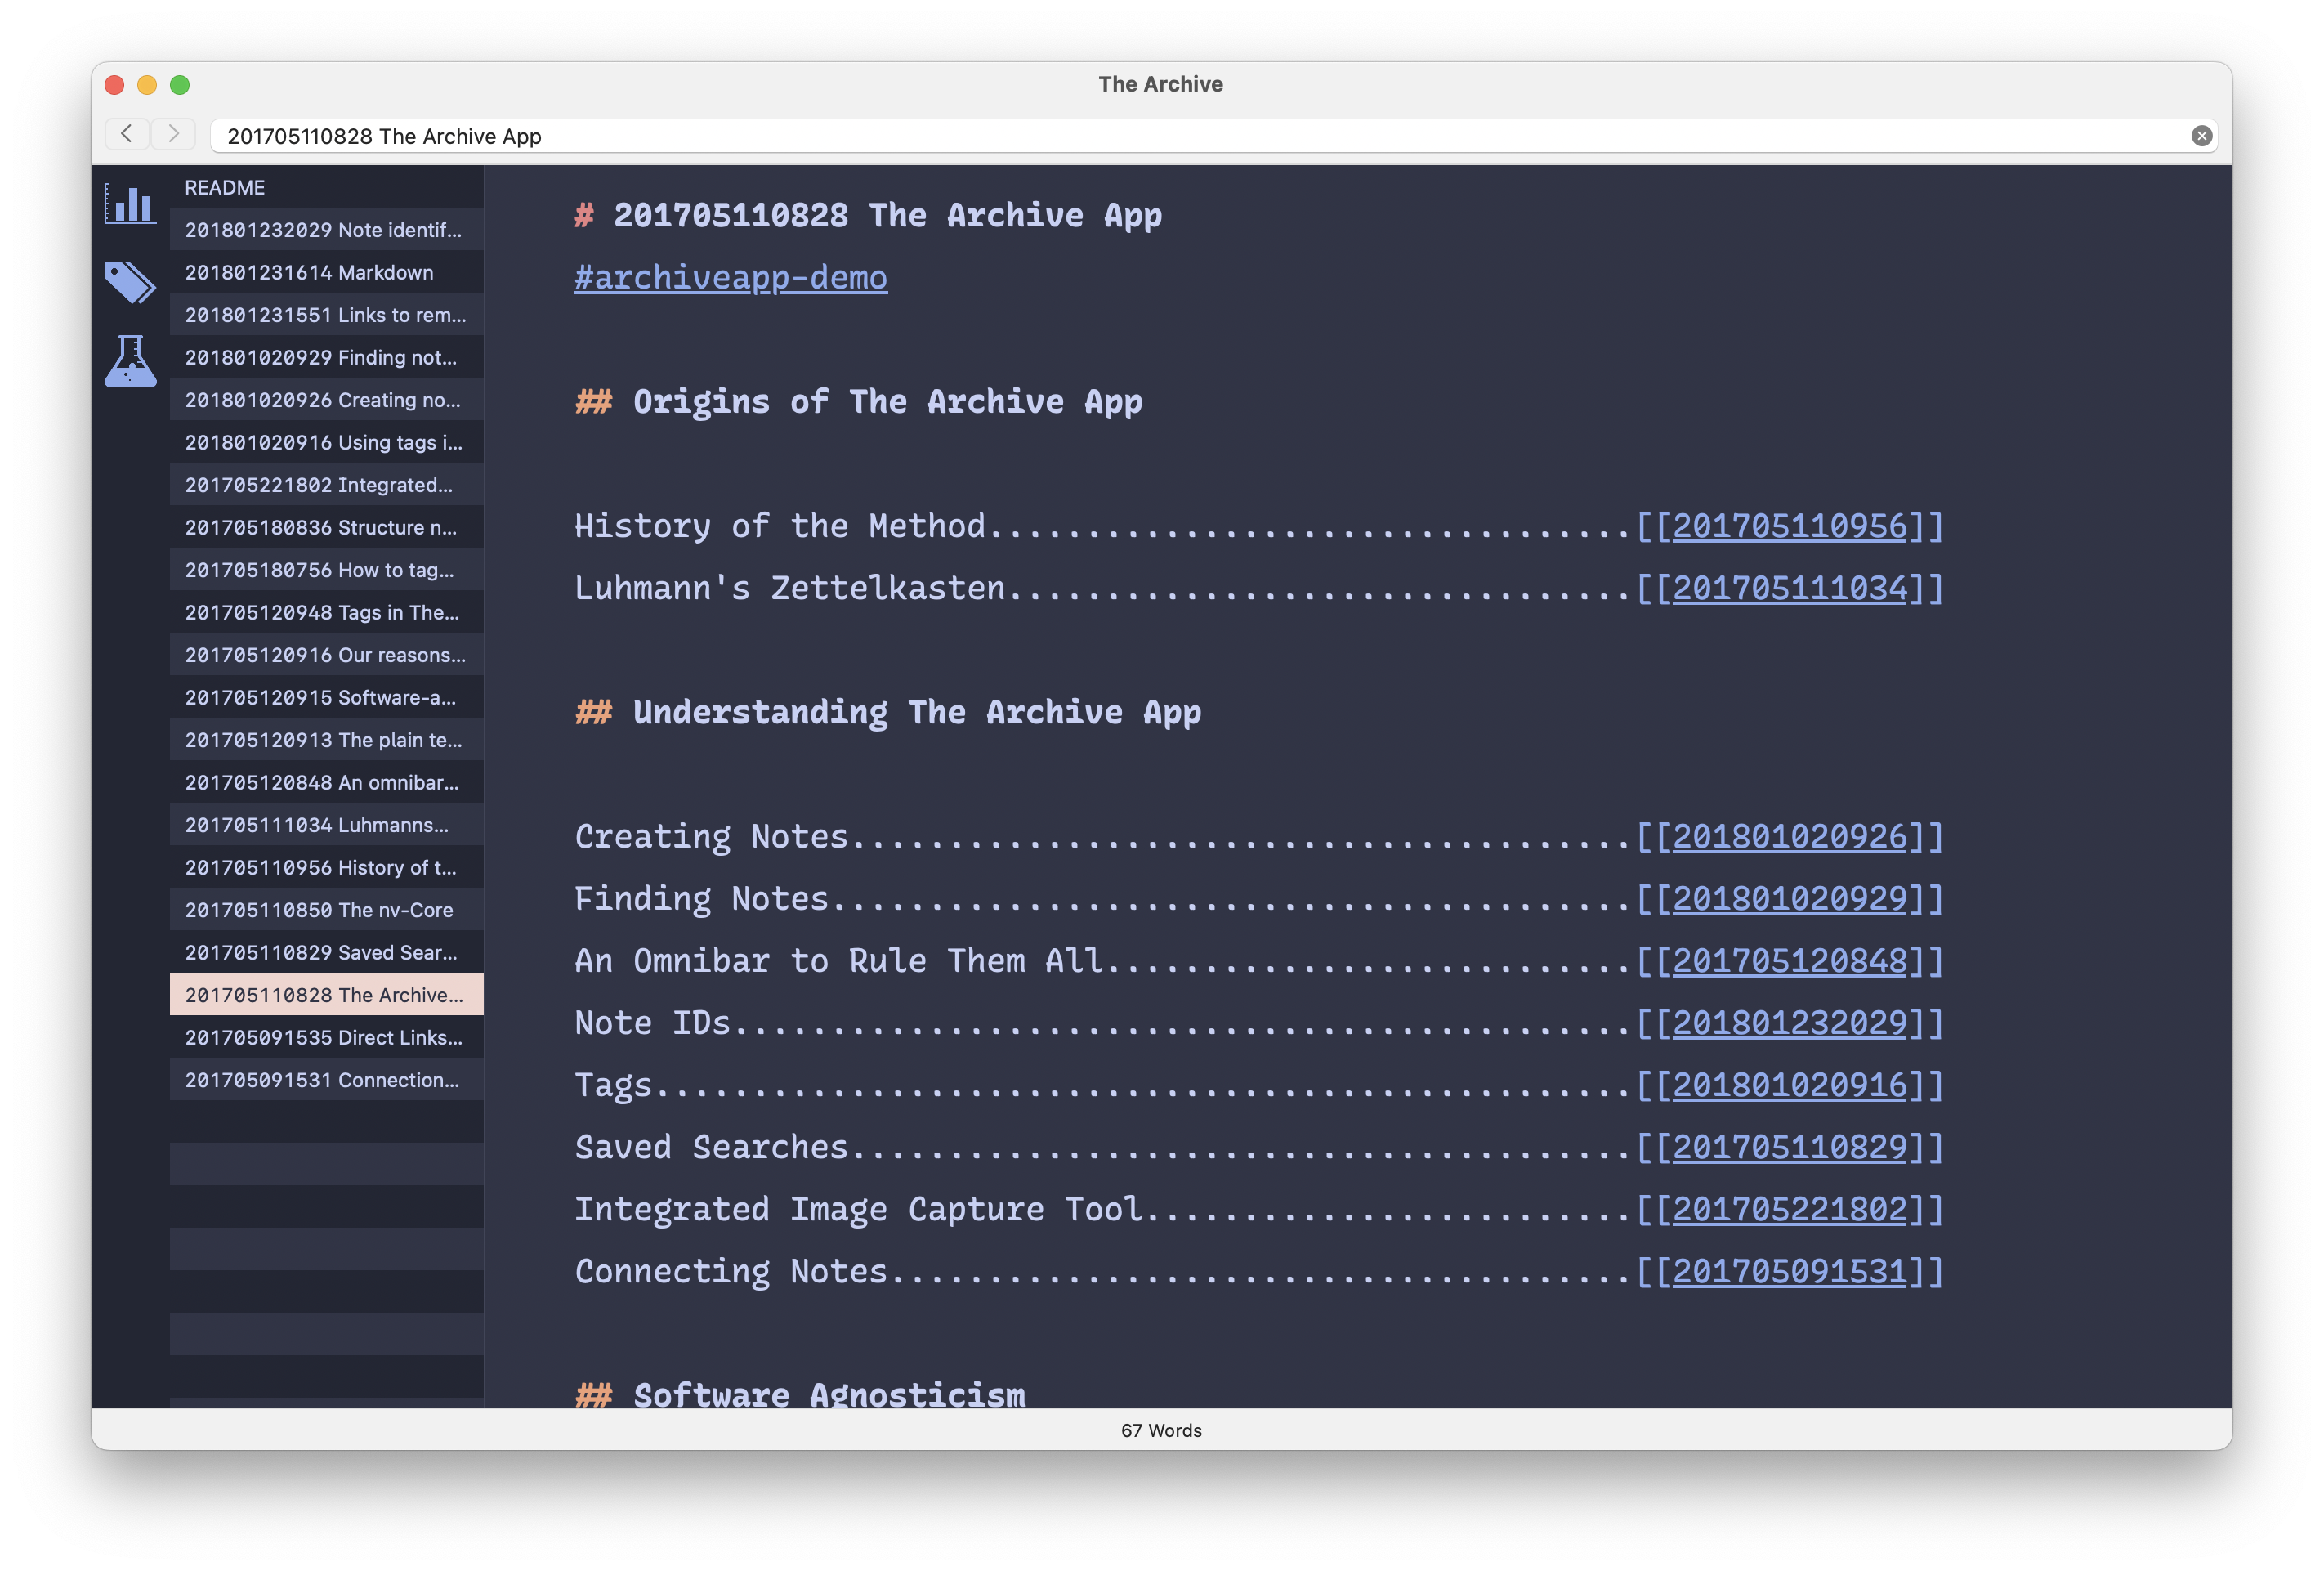 The Archive
201705110828 The Archive App
README
201801232029 Note identif...
201801231614 Markdown
201801231551 Links to rem...
201801020929 Finding not...
201801020926 Creating no...
201801020916 Using tags i...
201705221802 Integrated...
201705180836 Structure n...
201705180756 How to tag...
201705120948 Tags in The...
201705120916 Our reasons...
201705120915 Software-a...
201705120913 The plain te...
201705120848 An omnibar...
201705111034 Luhmanns...
201705110956 History of t...
201705110850 The nv-Core
201705110829 Saved Sear...
201705110828 The Archive...
201705091535 Direct Links...
201705091531 Connection...
# 201705110828 The Archive App
#archiveapp-demo
## Origins of The Archive App
History of the Method.................................[[201705110956]]
Luhmann's Zettelkasten................................[[201705111034]]
## Understanding The Archive App
Creating Notes........................................[[201801020926]]
Finding Notes.........................................[[201801020929]]
An Omnibar to Rule Them All...........................[[201705120848]]
Note IDs..............................................[[201801232029]]
Tags..................................................[[201801020916]]
Saved Searches........................................[[201705110829]]
Integrated Image Capture Tool.........................[[201705221802]]
Connecting Notes......................................[[201705091531]]
## Software Agnosticism
67 Words